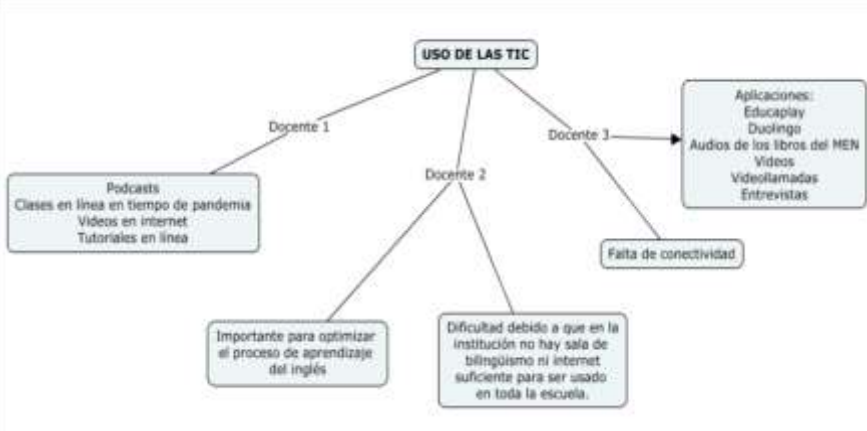 USO DE LAS TIC
Docente 1
Podcasts
Clases en línea en tiempo de pandemia
Videos en internet
Tutoriales en línea
Docente 2
Importante para optimizar
el proceso de aprendizaje
del inglés
Dificultad debido a que en la
institución no hay sala de
bilingüismo ni internet
suficiente para ser usado
en toda la escuela.
Docente 3
Aplicaciones:
Educaplay
Duolingo
Audios de los libros del MEN
Videos
Videollamadas
Entrevistas
Falta de conectividad